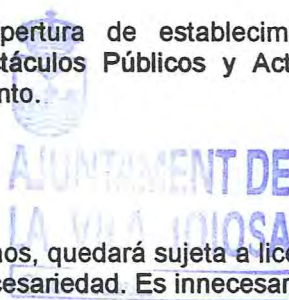 pertura de establecim
táculos Públicos y Act
nto.
AJUNTAMENT DE
LA VILA JOIOSA
nos, quedará sujeta a lice
cesariedad. Es innecesar